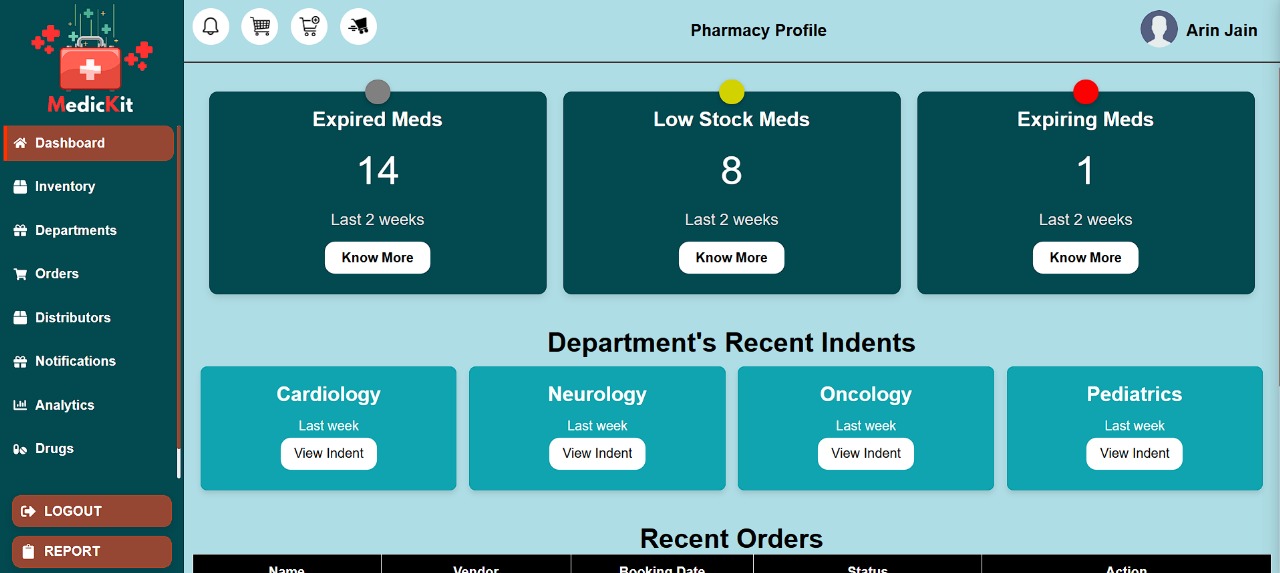 MedicKit
Dashboard
Inventory
Departments
Orders
Distributors
Notifications
Analytics
Drugs
LOGOUT
REPORT
Pharmacy Profile
Arin Jain
Expired Meds
14
Last 2 weeks
Know More
Low Stock Meds
8
Last 2 weeks
Know More
Expiring Meds
1
Last 2 weeks
Know More
Department's Recent Indents
Cardiology
Last week
View Indent
Neurology
Last week
View Indent
Oncology
Last week
View Indent
Pediatrics
Last week
View Indent
Recent Orders
Name Vendor Booking Date Status Action